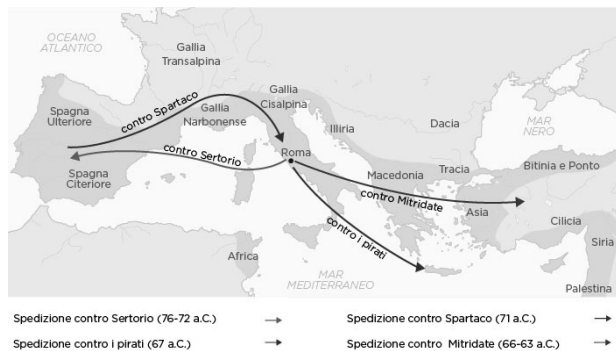 OCEANO
ATLANTICO
Gallia
Transalpina
Gallia
Cisalpina
Spagna
Ulteriore
contro Spartaco
Gallia
Narbonense
Illiria
Dacia
MAR
NERO
contro Sertorio
Roma
Spagna
Citeriore
Macedonia
Tracia
Bitinia e Ponto
contro Mitridate
Asia
Cilicia
contro i pirati
Siria
Africa
MAR
MEDITERRANEO
Palestina
Spedizione contro Sertorio (76-72 a.C.)
Spedizione contro Spartaco (71 a.C.)
Spedizione contro i pirati (67 a.C.)
Spedizione contro Mitridate (66-63 a.C.)